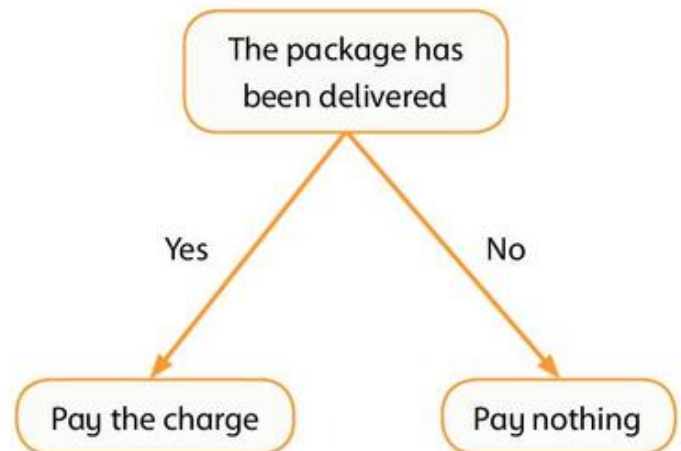 The package has
been delivered
Yes
No
Pay the charge
Pay nothing